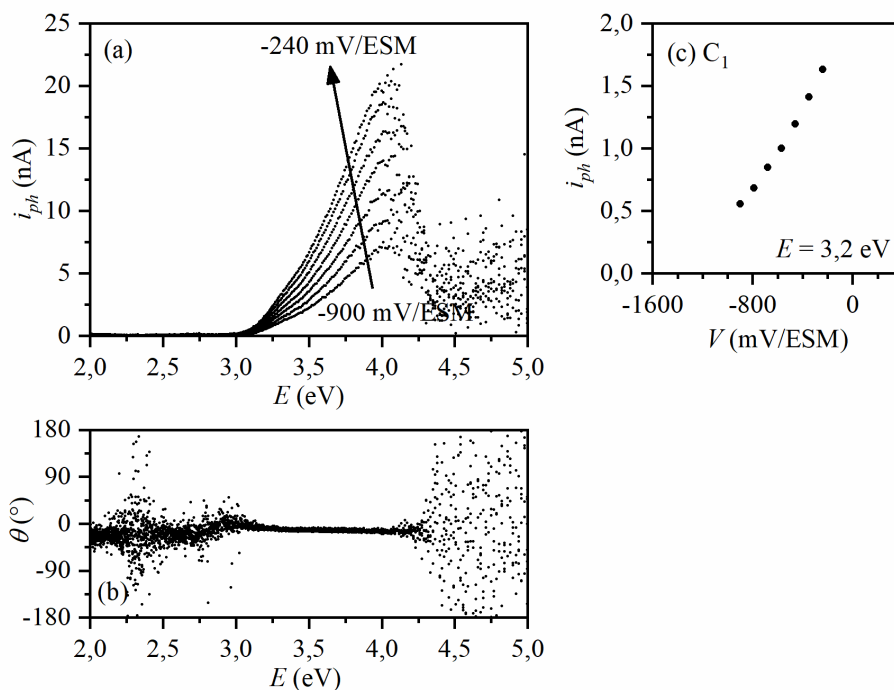 (a)
-240 mV/ESM
-900 mV/ESM
25
20
15
10
5
0
i_ph (nA)
2,0 2,5 3,0 3,5 4,0 4,5 5,0
E (eV)
(c) C₁
2,0
1,5
1,0
0,5
0,0
i_ph (nA)
E = 3,2 eV
-1600 -800 0
V (mV/ESM)
180
90
0
-90
-180
θ (°)
(b)
2,0 2,5 3,0 3,5 4,0 4,5 5,0
E (eV)